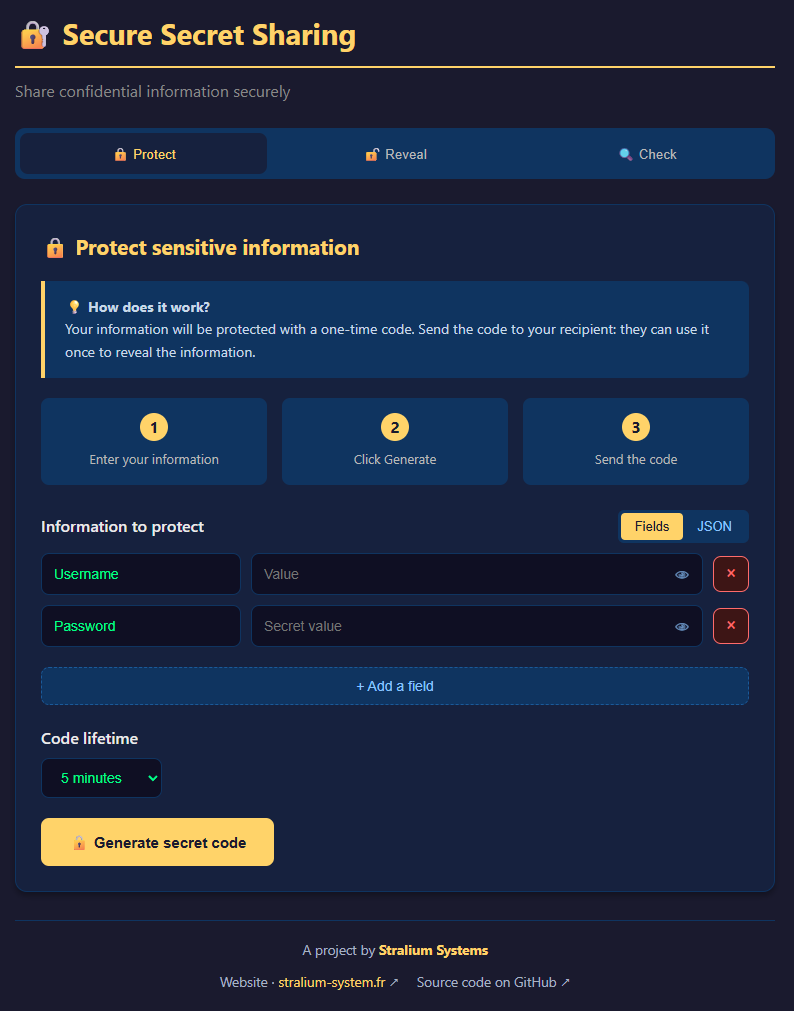 Secure Secret Sharing
Share confidential information securely
Protect
Reveal
Check
Protect sensitive information
How does it work?
Your information will be protected with a one-time code. Send the code to your recipient: they can use it
once to reveal the information.
1
Enter your information
2
Click Generate
3
Send the code
Information to protect
Fields
JSON
Username
Value
×
Password
Secret value
×
+ Add a field
Code lifetime
5 minutes
Generate secret code
A project by Stralium Systems
Website · stralium-system.fr ↗ Source code on GitHub ↗